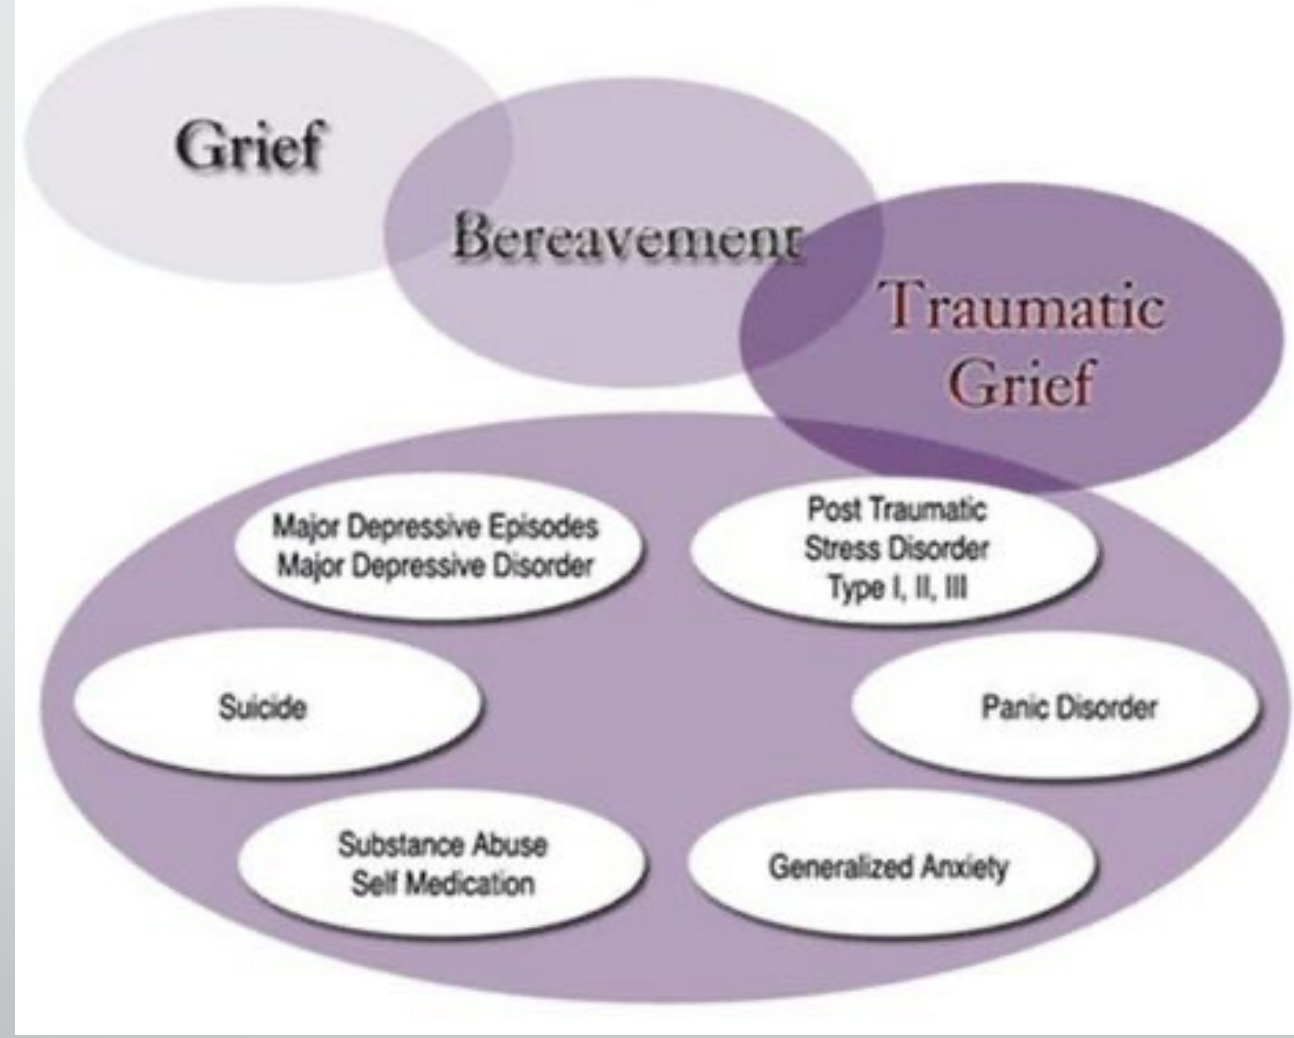 Grief
Bereavement
Traumatic
Grief
Major Depressive Episodes
Major Depressive Disorder
Post Traumatic
Stress Disorder
Type I, II, III
Suicide
Panic Disorder
Substance Abuse
Self Medication
Generalized Anxiety